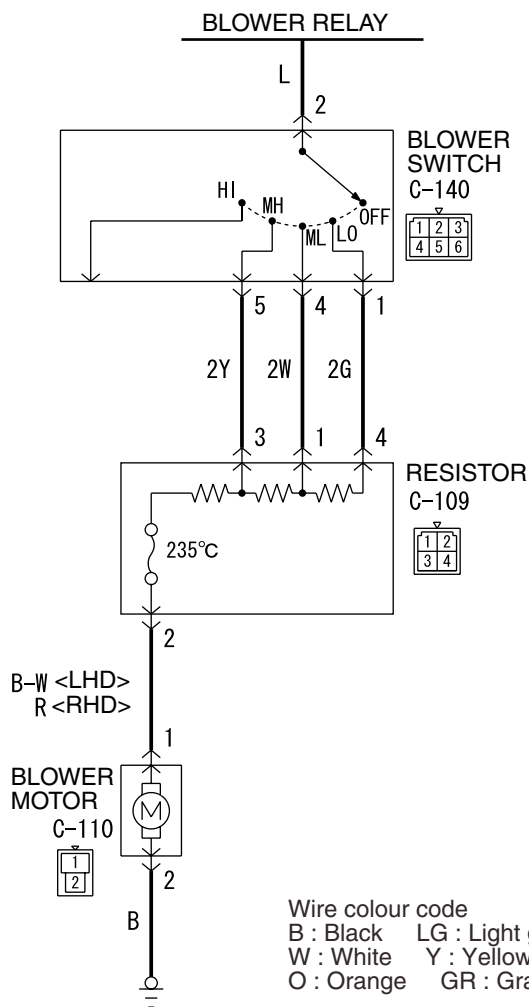 BLOWER RELAY
L
2
BLOWER
SWITCH
C-140
1 2 3
4 5 6
HI
MH
ML
LO
OFF
5 4 1
2Y 2W 2G
3 1 4
RESISTOR
C-109
1 2
3 4
235℃
2
B-W <LHD>
R <RHD>
1
BLOWER
MOTOR
C-110
1
2
M
2
B
Wire colour code
B : Black LG : Light
W : White Y : Yellow
O : Orange GR :